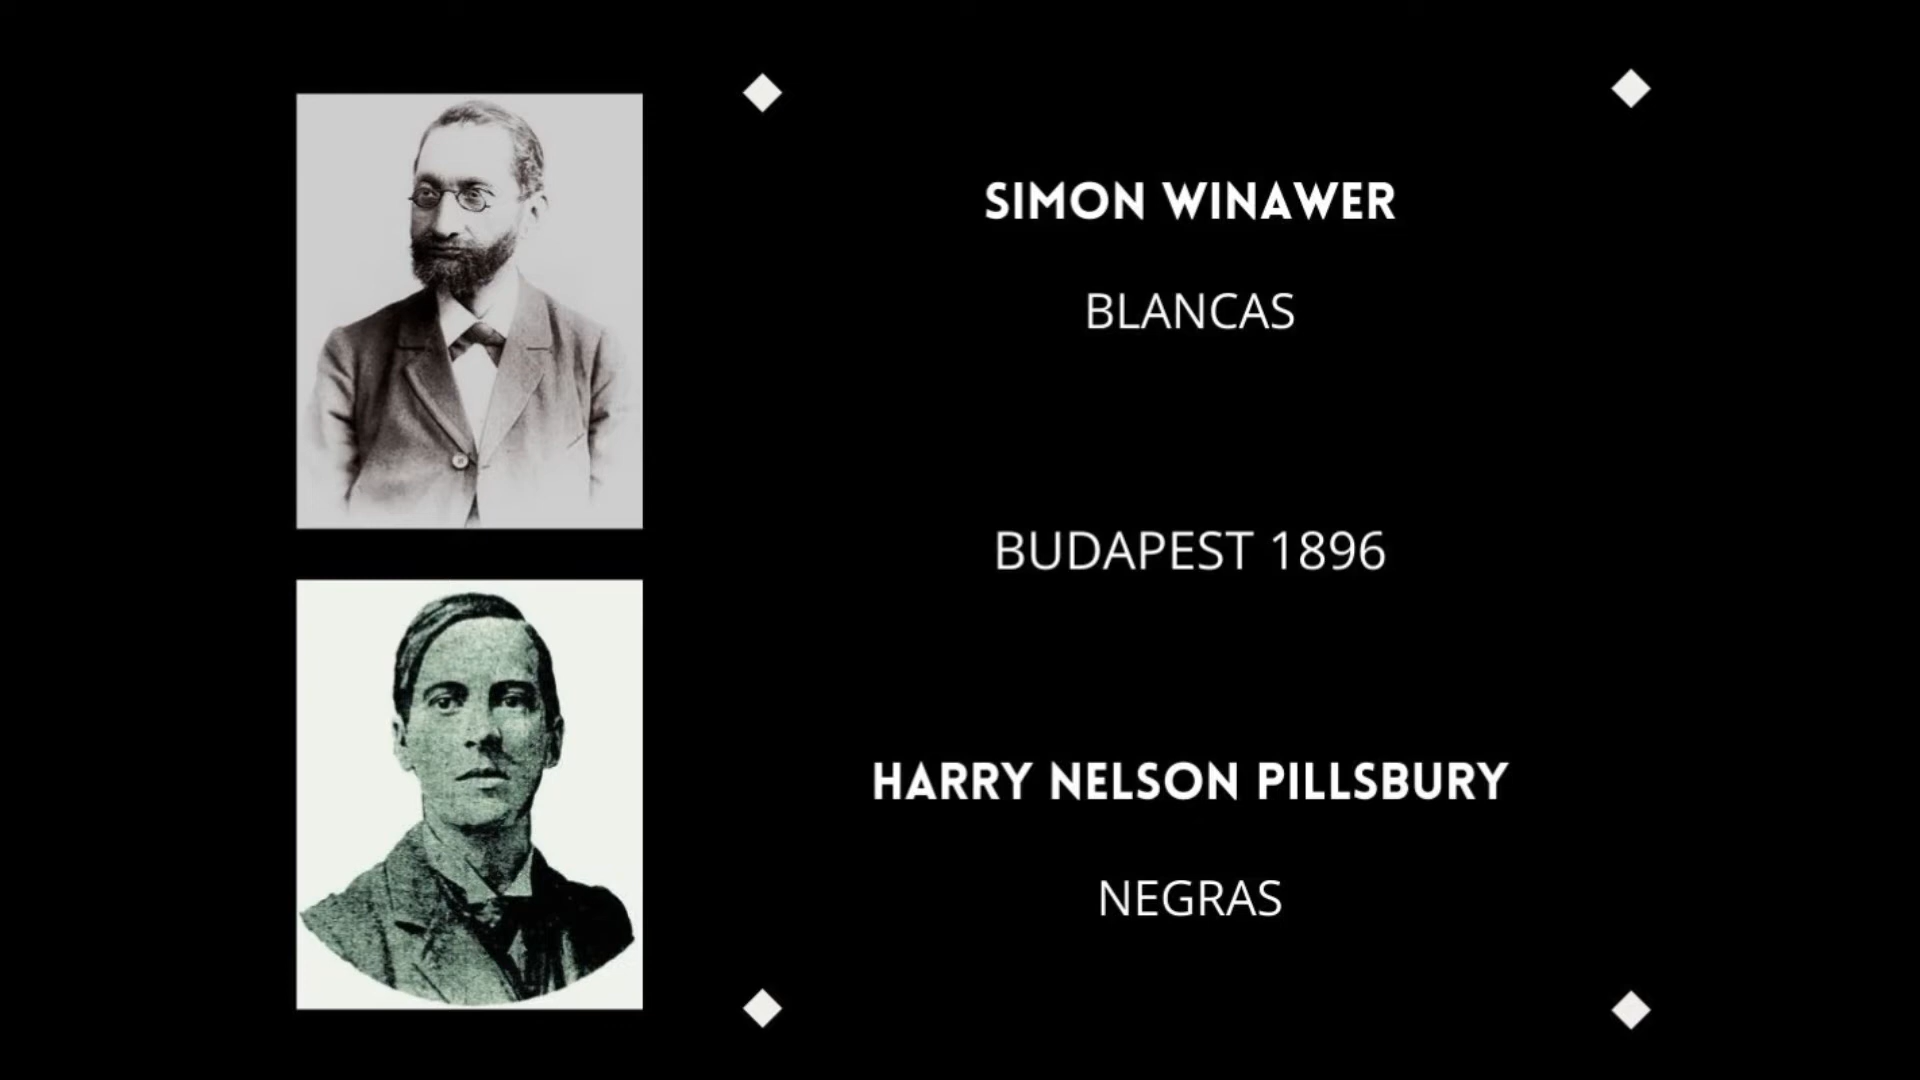 SIMON WINAWER
BLANCAS
BUDAPEST 1896
HARRY NELSON PILLSBURY
NEGRAS